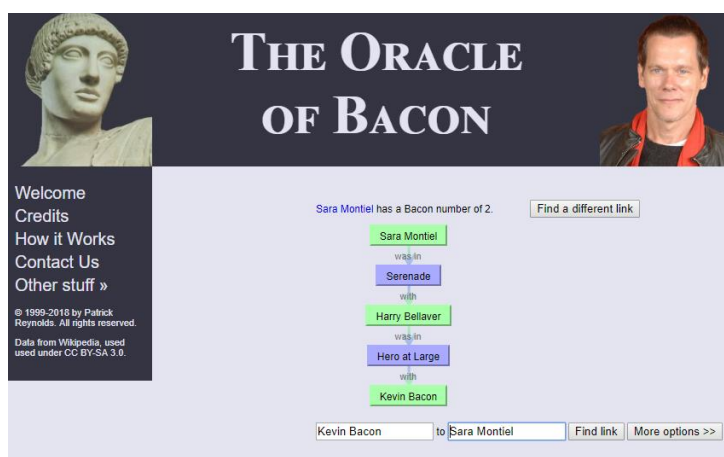 THE ORACLE
OF BACON
Welcome
Credits
How it Works
Contact Us
Other stuff »
© 1999-2018 by Patrick
Reynolds. All rights reserved.
Data from Wikipedia, used
used under CC BY-SA 3.0.
Sara Montiel has a Bacon number of 2. Find a different link
Sara Montiel
was in
Serenade
with
Harry Bellaver
was in
Hero at Large
with
Kevin Bacon
Kevin Bacon to Sara Montiel Find link More options >>